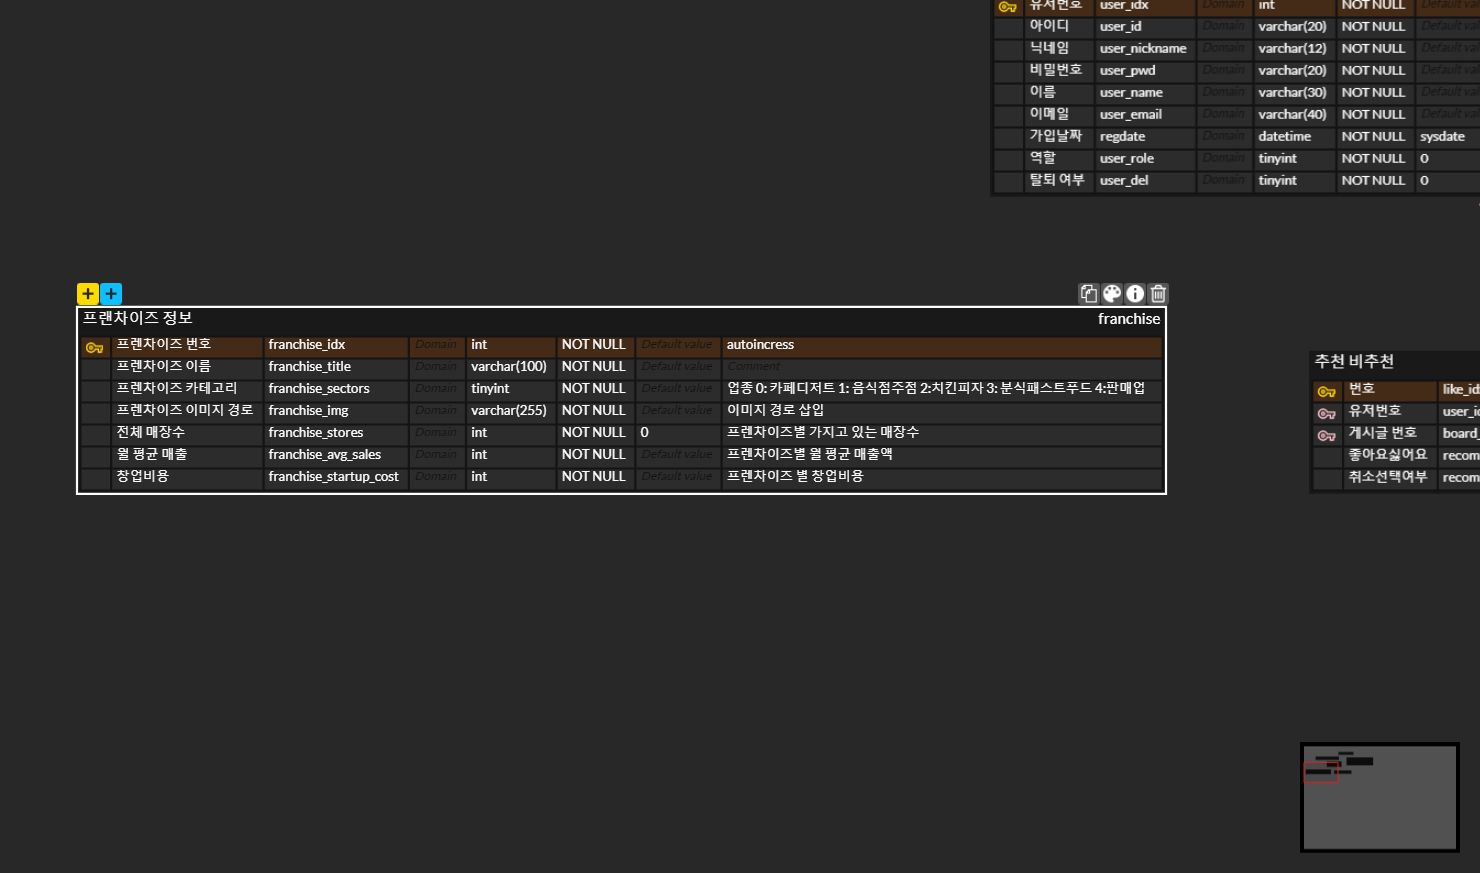 유저번호 user_idx Domain int NOT NULL Default va
아이디 user_id Domain varchar(20) NOT NULL Default va
닉네임 user_nickname Domain varchar(12) NOT NULL Default va
비밀번호 user_pwd Domain varchar(20) NOT NULL Default va
이름 user_name Domain varchar(30) NOT NULL Default va
이메일 user_email Domain varchar(40) NOT NULL Default va
가입날짜 regdate Domain datetime NOT NULL sysdate
역할 user_role Domain tinyint NOT NULL 0
탈퇴 여부 user_del Domain tinyint NOT NULL 0
프랜차이즈 정보 franchise
프렌차이즈 번호 franchise_idx Domain int NOT NULL Default value autoincress
프렌차이즈 이름 franchise_title Domain varchar(100) NOT NULL Default value Comment
프렌차이즈 카테고리 franchise_sectors Domain tinyint NOT NULL Default value 업종 0: 카페디저트 1: 음식점주점 2:치킨피자 3: 분식패스트푸드 4:판매업
프렌차이즈 이미지 경로 franchise_img Domain varchar(255) NOT NULL Default value 이미지 경로 삽입
전체 매장수 franchise_stores Domain int NOT NULL 0 프렌차이즈별 가지고 있는 매장수
월 평균 매출 franchise_avg_sales Domain int NOT NULL Default value 프렌차이즈별 월 평균 매출액
창업비용 franchise_startup_cost Domain int NOT NULL Default value 프렌차이즈 별 창업비용
추천 비추천
번호 like_id
유저번호 user_i
게시글 번호 board_
좋아요싫어요 recom
취소선택여부 recom